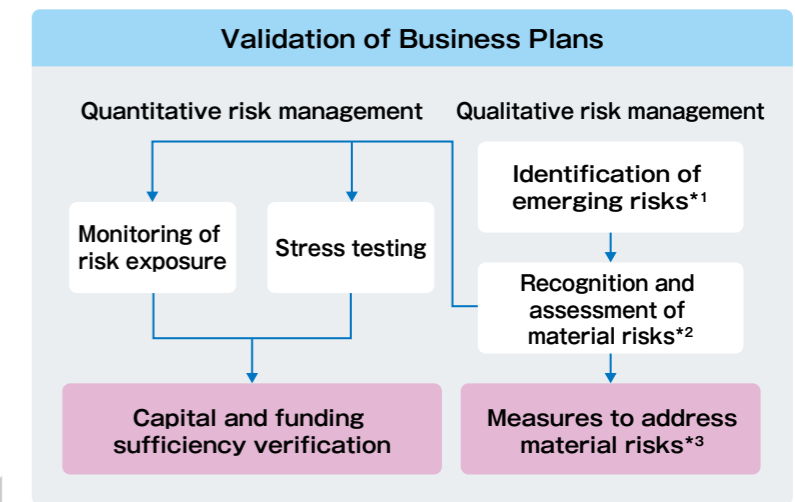 Validation of Business Plans
Quantitative risk management
Qualitative risk management
Identification of
emerging risks*1
Monitoring of
risk exposure
Stress testing
Recognition and
assessment of
material risks*2
Capital and funding
sufficiency verification
Measures to address
material risks*3